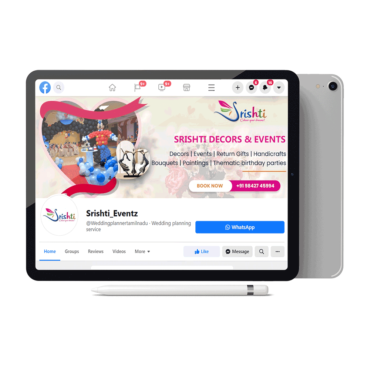 Srishti
SRISHTI DECORS & EVENTS
Decors | Events | Return Gifts | Handicrafts
Bouquets | Paintings | Thematic birthday parties
BOOK NOW
+91 98427 45994
Srishti
Srishti_Eventz
@Weddingplannertamilnadu · Wedding planning
service
WhatsApp
Home Groups Reviews Videos More
Like Message